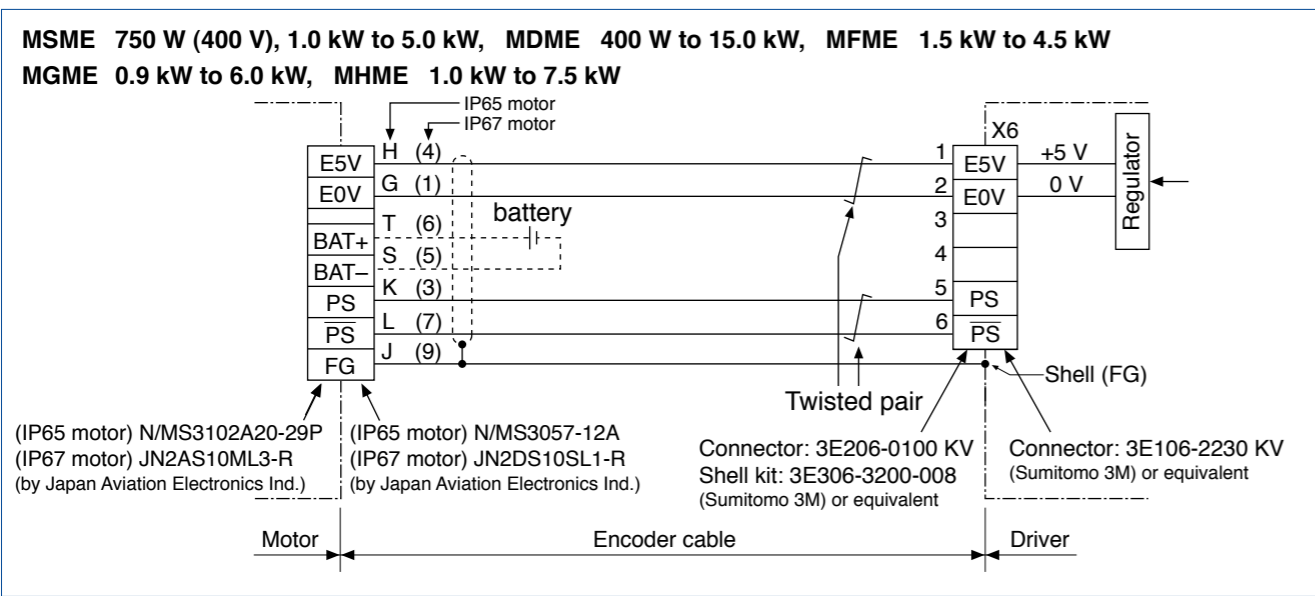 MSME 750 W (400 V), 1.0 kW to 5.0 kW, MDME 400 W to 15.0 kW, MFME 1.5 kW to 4.5 kW
MGME 0.9 kW to 6.0 kW, MHME 1.0 kW to 7.5 kW
IP65 motor
IP67 motor
X6
H (4)
E5V
G (1)
E0V
T (6)
BAT+
S (5)
BAT–
K (3)
PS
L (7)
P̅S̅
J (9)
FG
battery
1
E5V
+5 V
2
E0V
0 V
3
4
5
PS
6
P̅S̅
Regulator
Twisted pair
Shell (FG)
(IP65 motor) N/MS3102A20-29P
(IP67 motor) JN2AS10ML3-R
(by Japan Aviation Electronics Ind.)
(IP65 motor) N/MS3057-12A
(IP67 motor) JN2DS10SL1-R
(by Japan Aviation Electronics Ind.)
Connector: 3E206-0100 KV
Shell kit: 3E306-3200-008
(Sumitomo 3M) or equivalent
Connector: 3E106-2230 KV
(Sumitomo 3M) or equivalent
Motor
Encoder cable
Driver